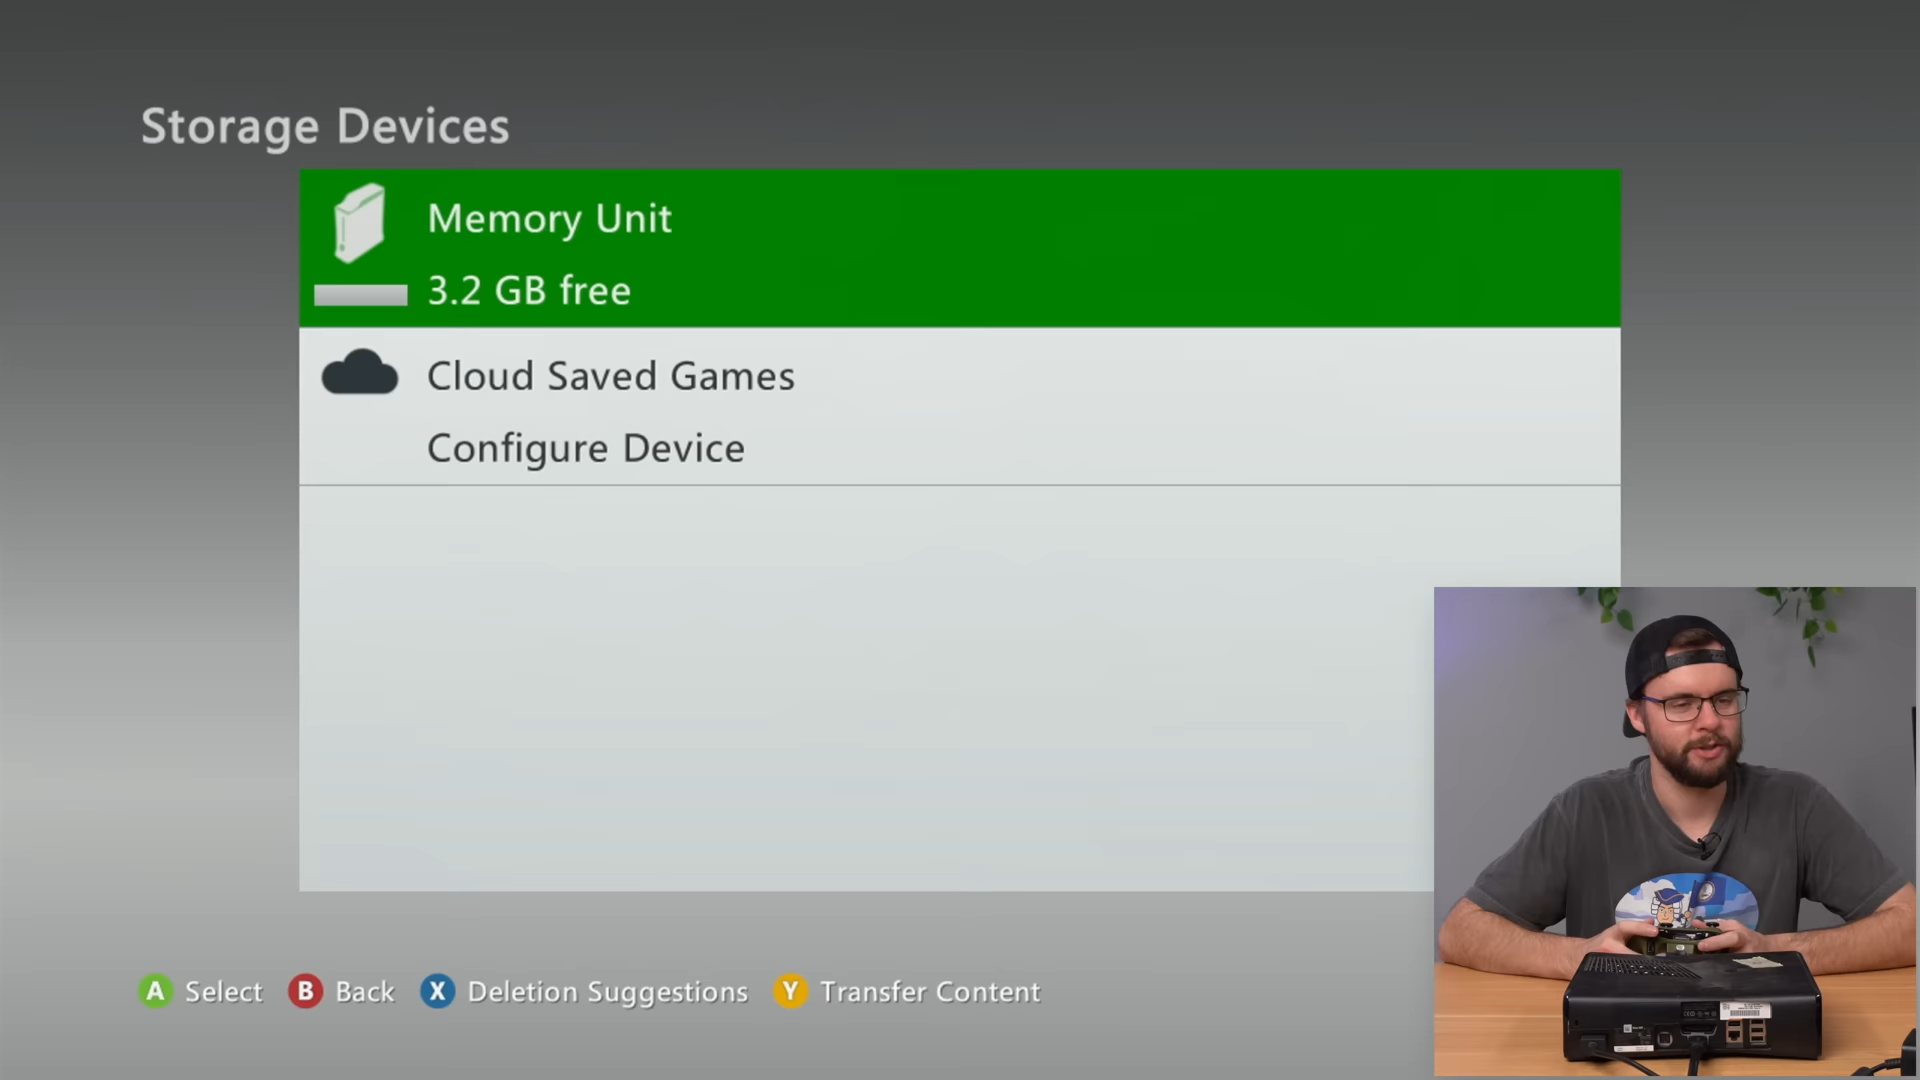 Storage Devices
Memory Unit
3.2 GB free
Cloud Saved Games
Configure Device
A Select B Back X Deletion Suggestions Y Transfer Content